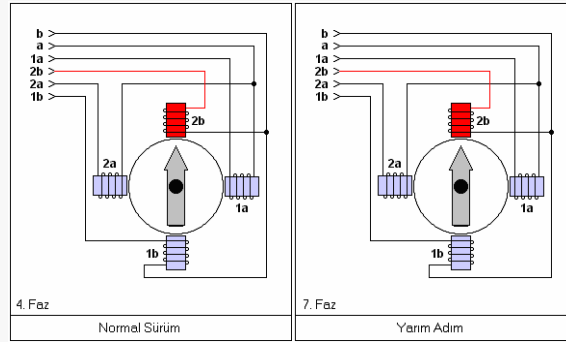 b
a
1a
2b
2a
1b
2b
2a
1a
1b
4. Faz
Normal Sürüm
b
a
1a
2b
2a
1b
2b
2a
1a
1b
7. Faz
Yarım Adım